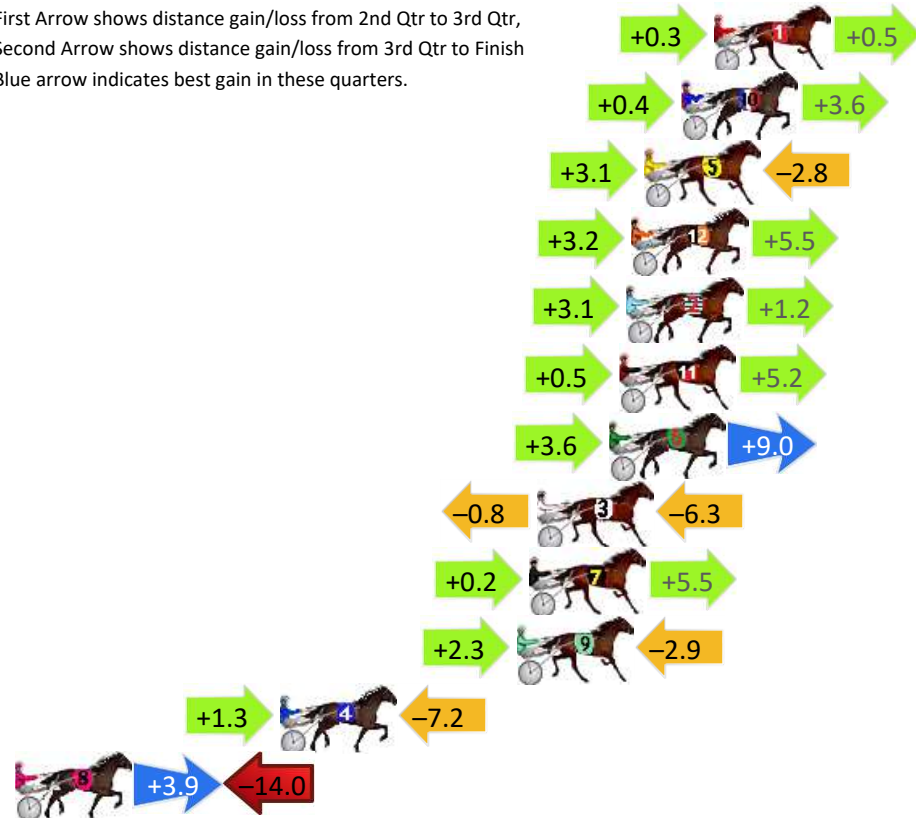 First Arrow shows distance gain/loss from 2nd Qtr to 3rd Qtr,
Second Arrow shows distance gain/loss from 3rd Qtr to Finish
Blue arrow indicates best gain in these quarters.
+0.3 1 +0.5
+0.4 10 +3.6
+3.1 5 −2.8
+3.2 12 +5.5
+3.1 2 +1.2
+0.5 11 +5.2
+3.6 6 +9.0
−0.8 3 −6.3
+0.2 7 +5.5
+2.3 9 −2.9
+1.3 4 −7.2
8 +3.9 −14.0